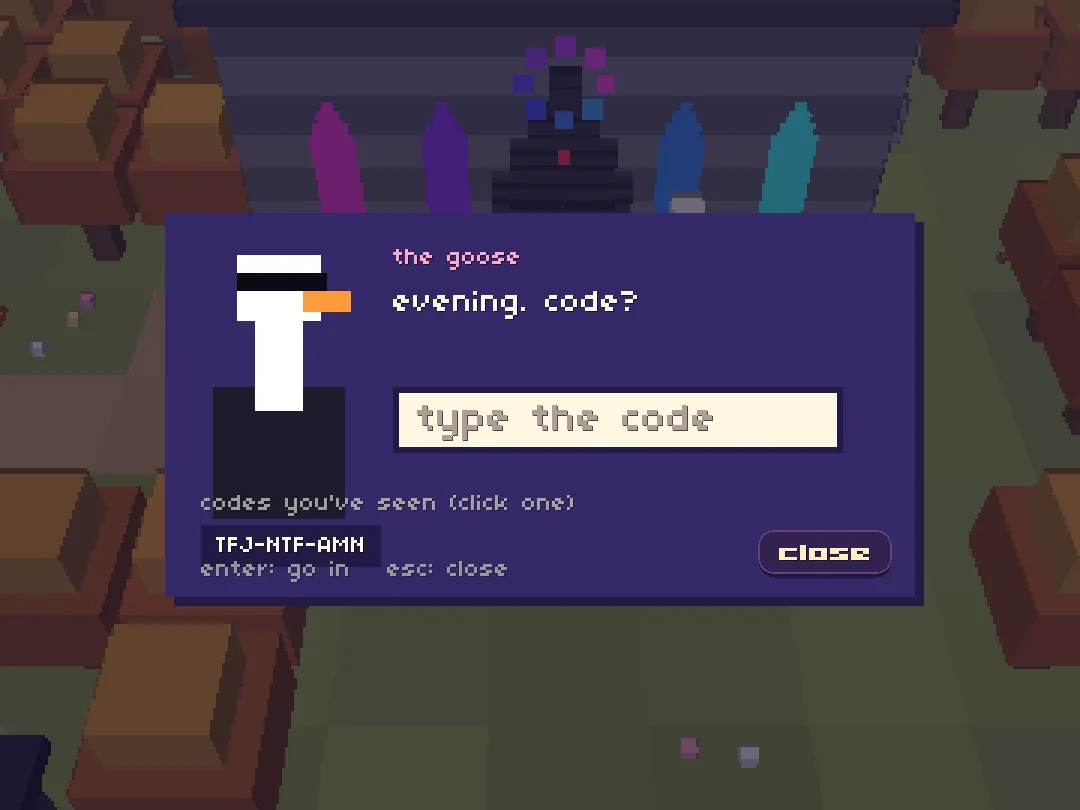 the goose
evening. code?
type the code
codes you've seen (click one)
TFJ-NTF-AMN
enter: go in   esc: close
close